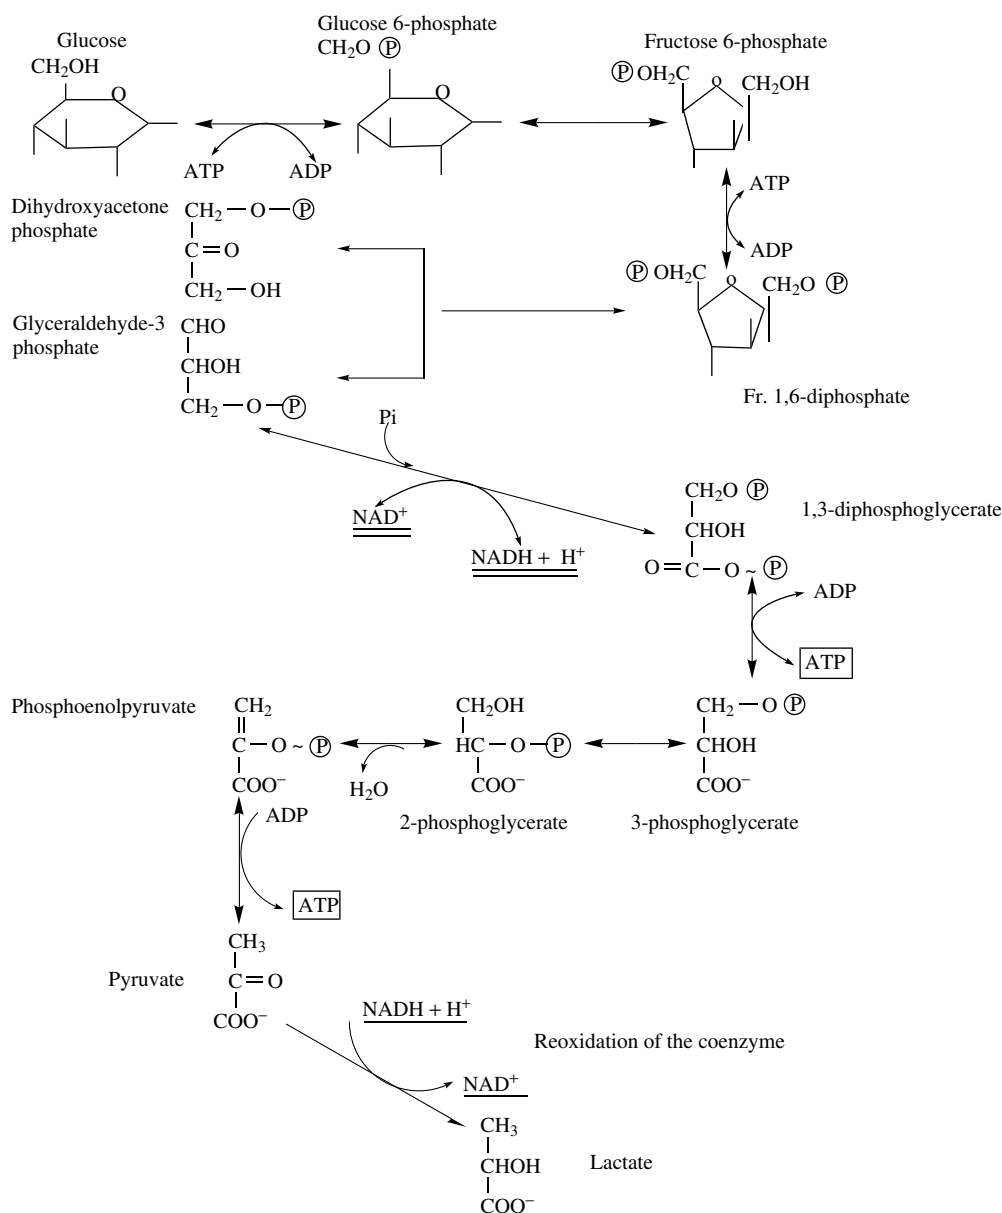 Glucose
CH₂OH
O
Glucose 6-phosphate
CH₂O Ⓟ
O
Fructose 6-phosphate
Ⓟ OH₂C
O
CH₂OH
ATP
ADP
ATP
ADP
Dihydroxyacetone
phosphate
CH₂ — O — Ⓟ
C = O
CH₂ — OH
Ⓟ OH₂C
O
CH₂O Ⓟ
Fr. 1,6-diphosphate
Glyceraldehyde-3
phosphate
CHO
CHOH
CH₂ — O — Ⓟ
Pi
NAD⁺
NADH + H⁺
CH₂O Ⓟ
CHOH
O = C — O ~ Ⓟ
1,3-diphosphoglycerate
ADP
ATP
CH₂ — O Ⓟ
CHOH
COO⁻
3-phosphoglycerate
CH₂OH
HC — O — Ⓟ
COO⁻
2-phosphoglycerate
H₂O
Phosphoenolpyruvate
CH₂
C — O ~ Ⓟ
COO⁻
ADP
ATP
Pyruvate
CH₃
C = O
COO⁻
NADH + H⁺
Reoxidation of the coenzyme
NAD⁺
CH₃
CHOH
COO⁻
Lactate